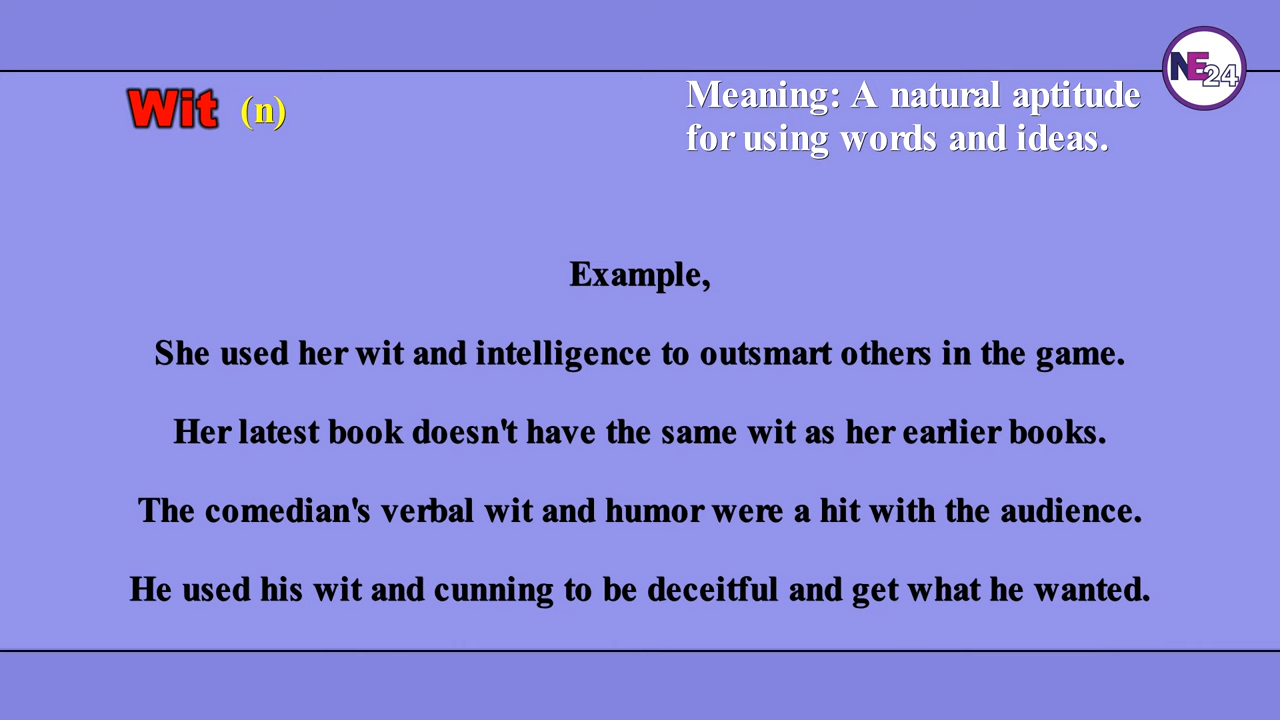 NE24
Wit (n)
Meaning: A natural aptitude
for using words and ideas.
Example,
She used her wit and intelligence to outsmart others in the game.
Her latest book doesn't have the same wit as her earlier books.
The comedian's verbal wit and humor were a hit with the audience.
He used his wit and cunning to be deceitful and get what he wanted.